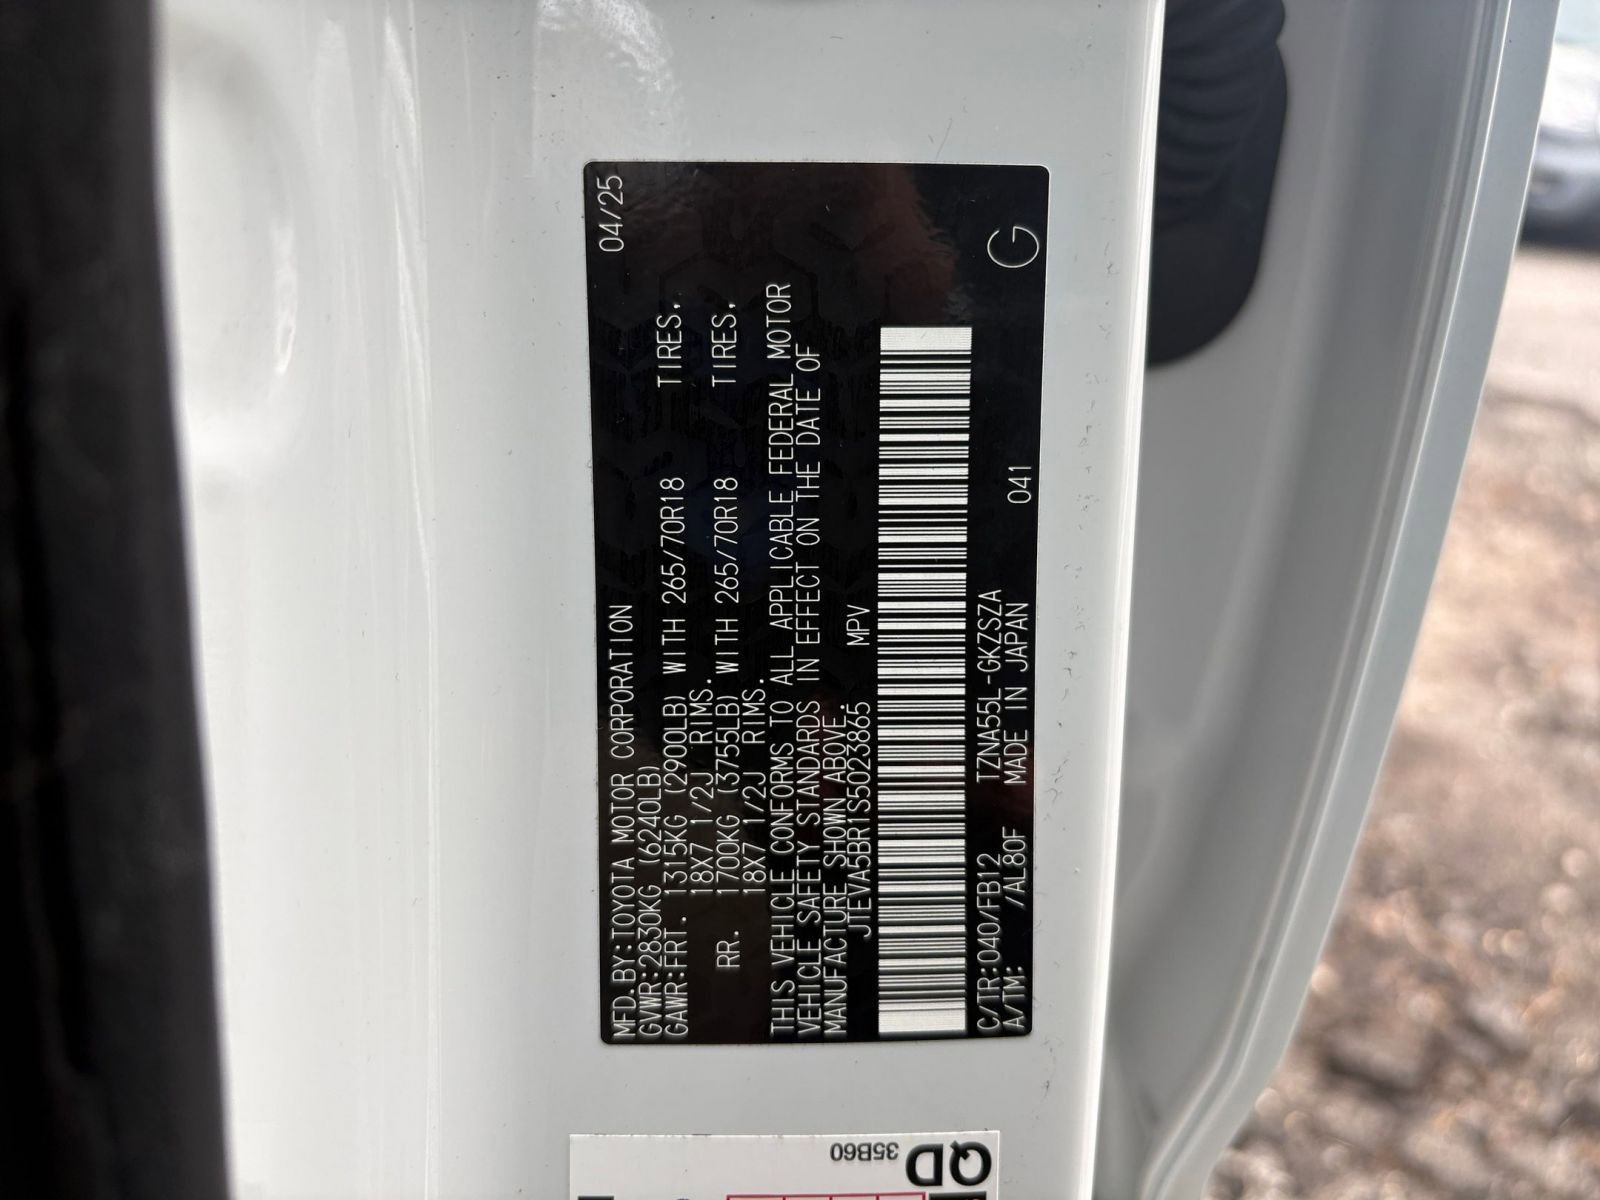 MFD.BY:TOYOTA MOTOR CORPORATION 04/25
GVWR:2830KG (6240LB)
GAWR:FRT. 1315KG (2900LB) WITH 265/70R18 TIRES,
18X7 1/2J RIMS.
RR. 1700KG (3755LB) WITH 265/70R18 TIRES,
18X7 1/2J RIMS.
THIS VEHICLE CONFORMS TO ALL APPLICABLE FEDERAL MOTOR
VEHICLE SAFETY STANDARDS IN EFFECT ON THE DATE OF
MANUFACTURE SHOWN ABOVE.
JTEVA5BR1S5023865 MPV
C/TR:040/FB12 TZNA55L-GKZSZA
A/TM: /AL80F MADE IN JAPAN 041 G
QD
35B60